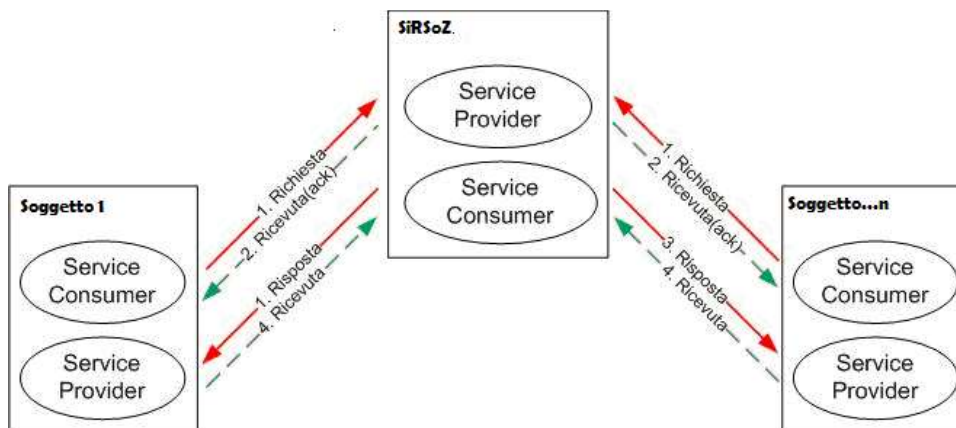 SiRSoZ.
Service
Provider
Service
Consumer
1. Richiesta
2. Ricevuta(ack)
1. Risposta
4. Ricevuta
1. Richiesta
2. Ricevuta(ack)
3. Risposta
4. Ricevuta
Soggetto 1
Service
Consumer
Service
Provider
Soggetto...n
Service
Consumer
Service
Provider